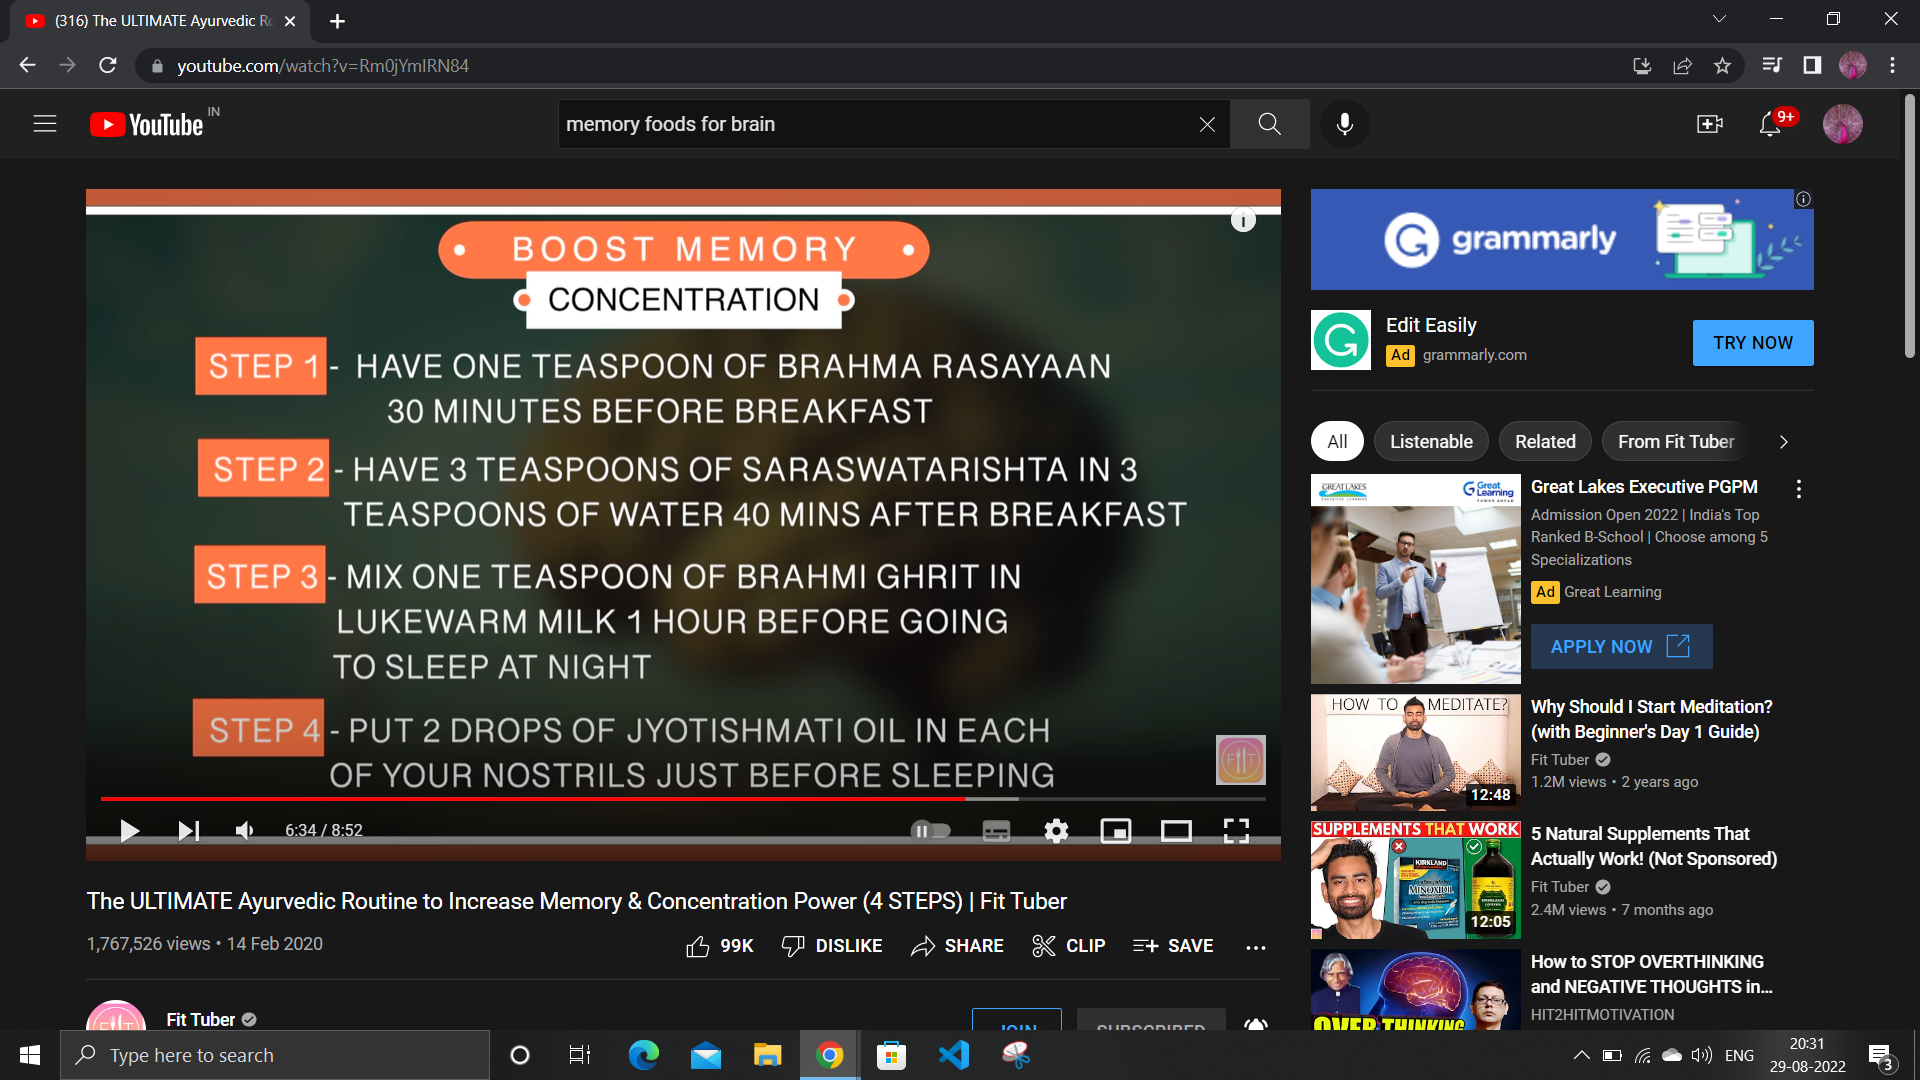 (316) The ULTIMATE Ayurvedic Ro
youtube.com/watch?v=Rm0jYmIRN84
YouTube IN
memory foods for brain
9+
BOOST MEMORY
CONCENTRATION
STEP 1 - HAVE ONE TEASPOON OF BRAHMA RASAYAAN
30 MINUTES BEFORE BREAKFAST
STEP 2 - HAVE 3 TEASPOONS OF SARASWATARISHTA IN 3
TEASPOONS OF WATER 40 MINS AFTER BREAKFAST
STEP 3 - MIX ONE TEASPOON OF BRAHMI GHRIT IN
LUKEWARM MILK 1 HOUR BEFORE GOING
TO SLEEP AT NIGHT
STEP 4 - PUT 2 DROPS OF JYOTISHMATI OIL IN EACH
OF YOUR NOSTRILS JUST BEFORE SLEEPING
6:34 / 8:52
The ULTIMATE Ayurvedic Routine to Increase Memory & Concentration Power (4 STEPS) | Fit Tuber
1,767,526 views • 14 Feb 2020
99K DISLIKE SHARE CLIP SAVE
Fit Tuber
JOIN SUBSCRIBED
grammarly
Edit Easily
Ad grammarly.com
TRY NOW
All Listenable Related From Fit Tuber
GREAT LAKES
Great Learning
Great Lakes Executive PGPM
Admission Open 2022 | India's Top
Ranked B-School | Choose among 5
Specializations
Ad Great Learning
APPLY NOW
HOW TO MEDITATE?
12:48
Why Should I Start Meditation?
(with Beginner's Day 1 Guide)
Fit Tuber
1.2M views • 2 years ago
SUPPLEMENTS THAT WORK
KIRKLAND
MINOXIDIL
12:05
5 Natural Supplements That
Actually Work! (Not Sponsored)
Fit Tuber
2.4M views • 7 months ago
OVER THINKING
How to STOP OVERTHINKING
and NEGATIVE THOUGHTS in...
HIT2HITMOTIVATION
Type here to search
ENG
20:31
29-08-2022
3